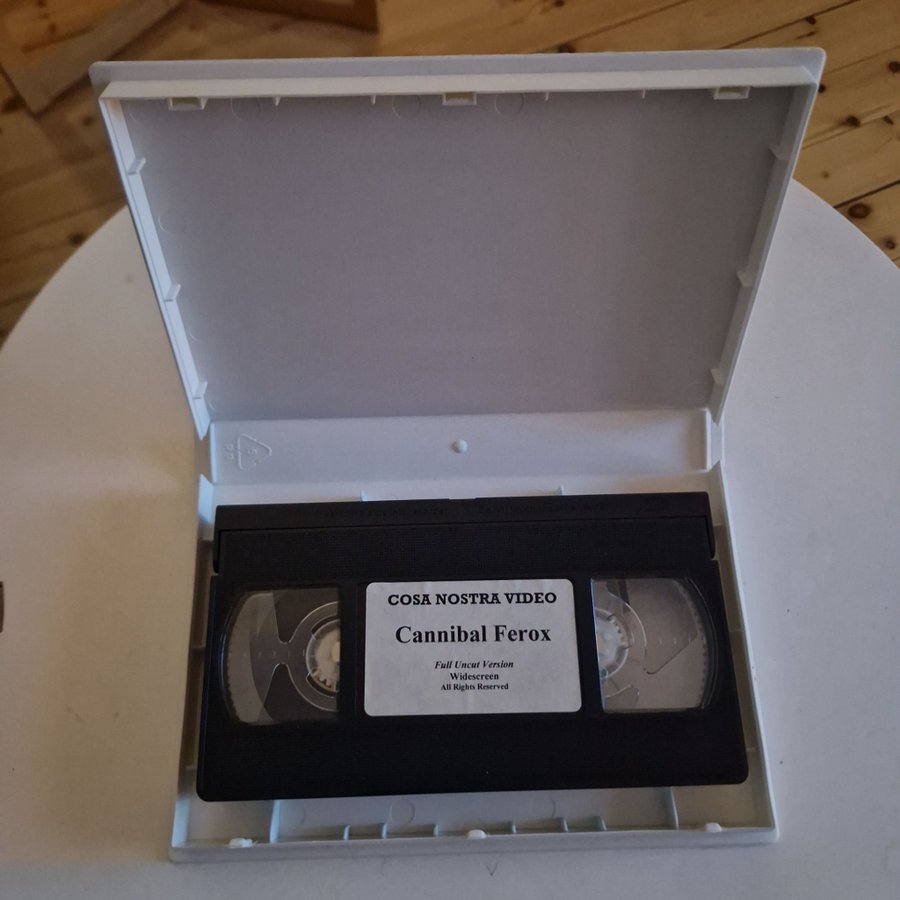 COSA NOSTRA VIDEO
Cannibal Ferox
Full Uncut Version
Widescreen
All Rights Reserved